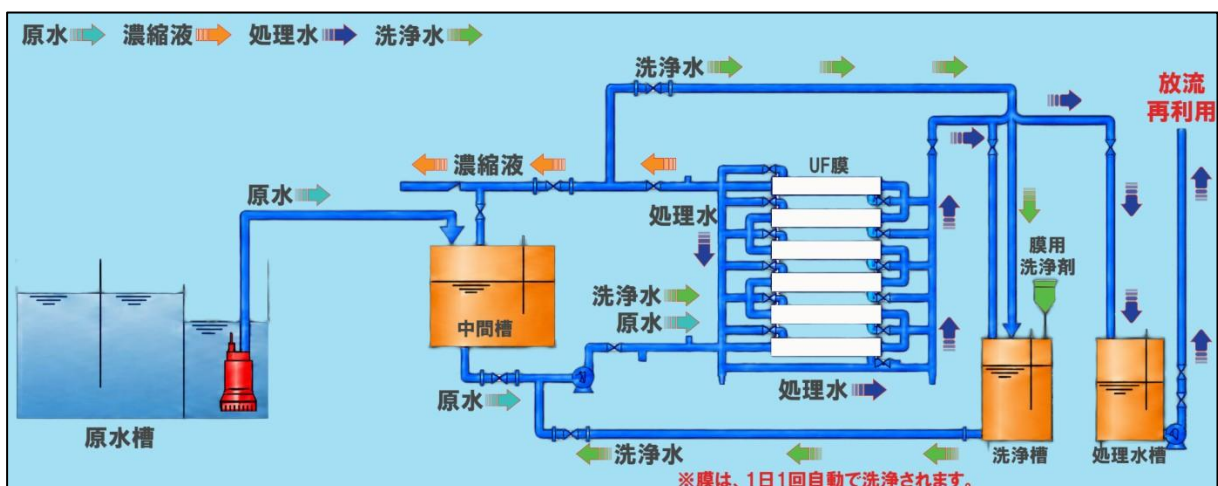 原水 濃縮液 処理水 洗浄水
洗浄水
放流
再利用
濃縮液
UF膜
原水
処理水
膜用
洗浄剤
洗浄水
原水
中間槽
処理水
原水
原水槽
洗浄水
洗浄槽
処理水槽
※膜は、1日1回自動で洗浄されます。